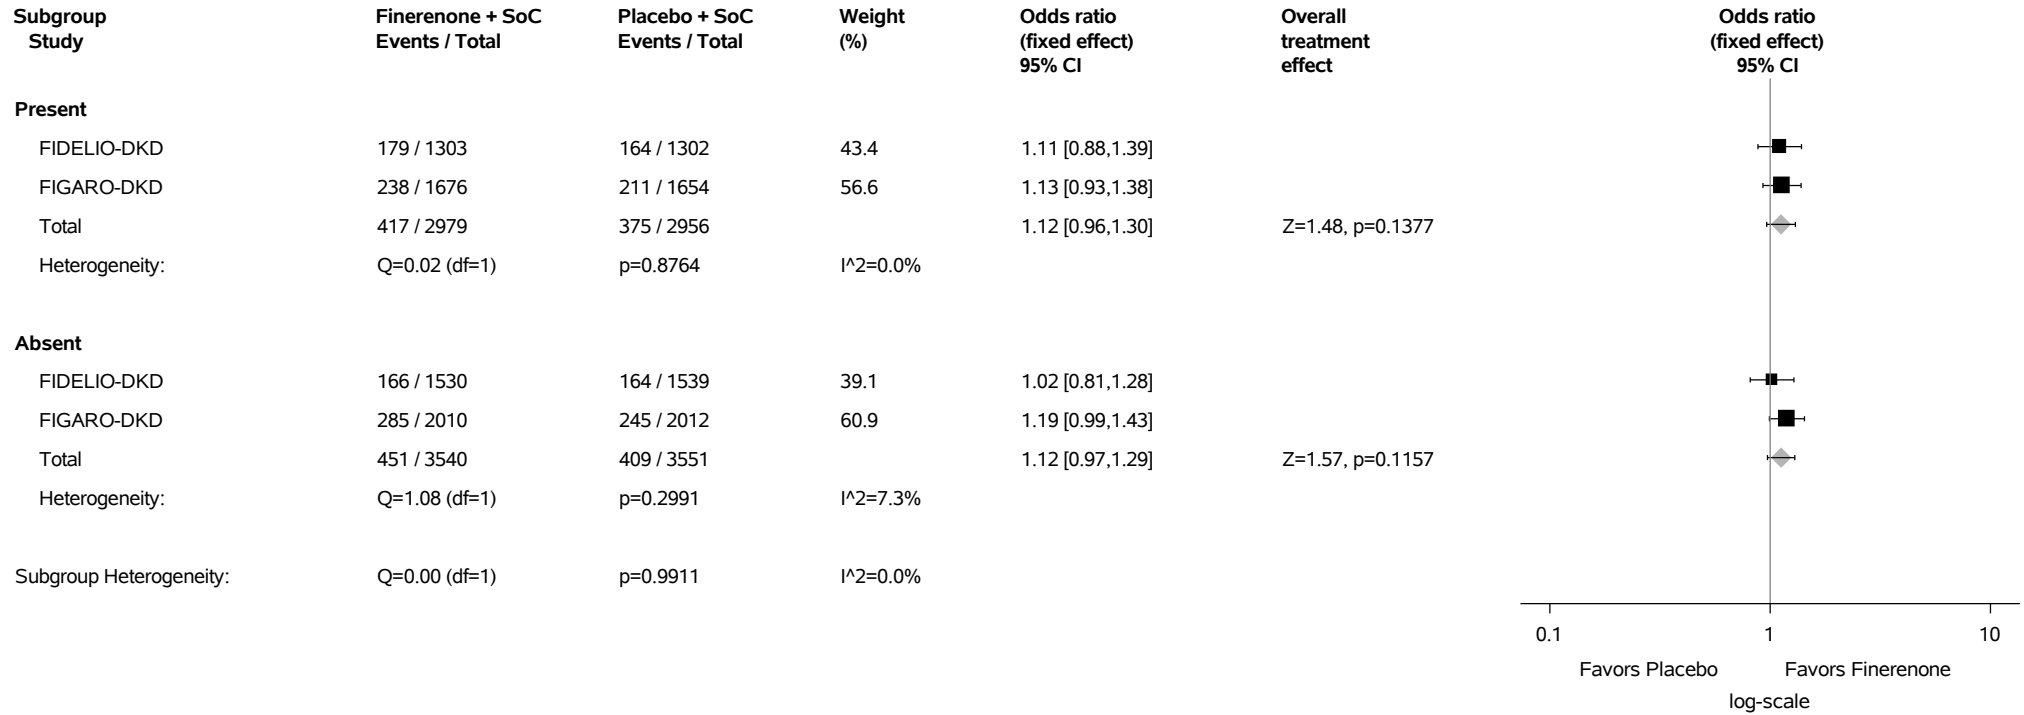 Subgroup Finerenone + SoC Placebo + SoC Weight Odds ratio Overall Odds ratio
Study Events / Total Events / Total (%) (fixed effect) treatment (fixed effect)
95% CI effect 95% CI
Present
FIDELIO-DKD 179 / 1303 164 / 1302 43.4 1.11 [0.88,1.39]
FIGARO-DKD 238 / 1676 211 / 1654 56.6 1.13 [0.93,1.38]
Total 417 / 2979 375 / 2956 1.12 [0.96,1.30] Z=1.48, p=0.1377
Heterogeneity: Q=0.02 (df=1) p=0.8764 I^2=0.0%
Absent
FIDELIO-DKD 166 / 1530 164 / 1539 39.1 1.02 [0.81,1.28]
FIGARO-DKD 285 / 2010 245 / 2012 60.9 1.19 [0.99,1.43]
Total 451 / 3540 409 / 3551 1.12 [0.97,1.29] Z=1.57, p=0.1157
Heterogeneity: Q=1.08 (df=1) p=0.2991 I^2=7.3%
Subgroup Heterogeneity: Q=0.00 (df=1) p=0.9911 I^2=0.0%
0.1 1 10
Favors Placebo Favors Finerenone
log-scale